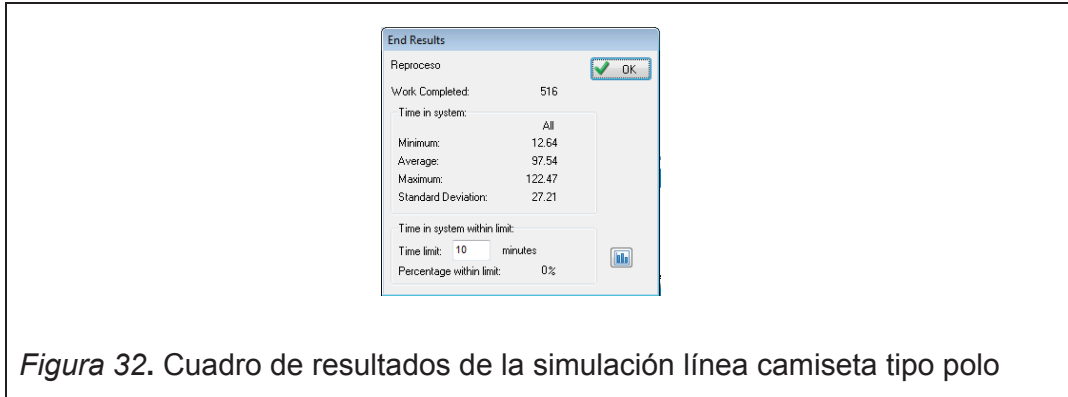 End Results
Reproceso
OK
Work Completed: 516
Time in system:
All
Minimum: 12.64
Average: 97.54
Maximum: 122.47
Standard Deviation: 27.21
Time in system within limit:
Time limit: 10 minutes
Percentage within limit: 0%
Figura 32. Cuadro de resultados de la simulación línea camiseta tipo polo